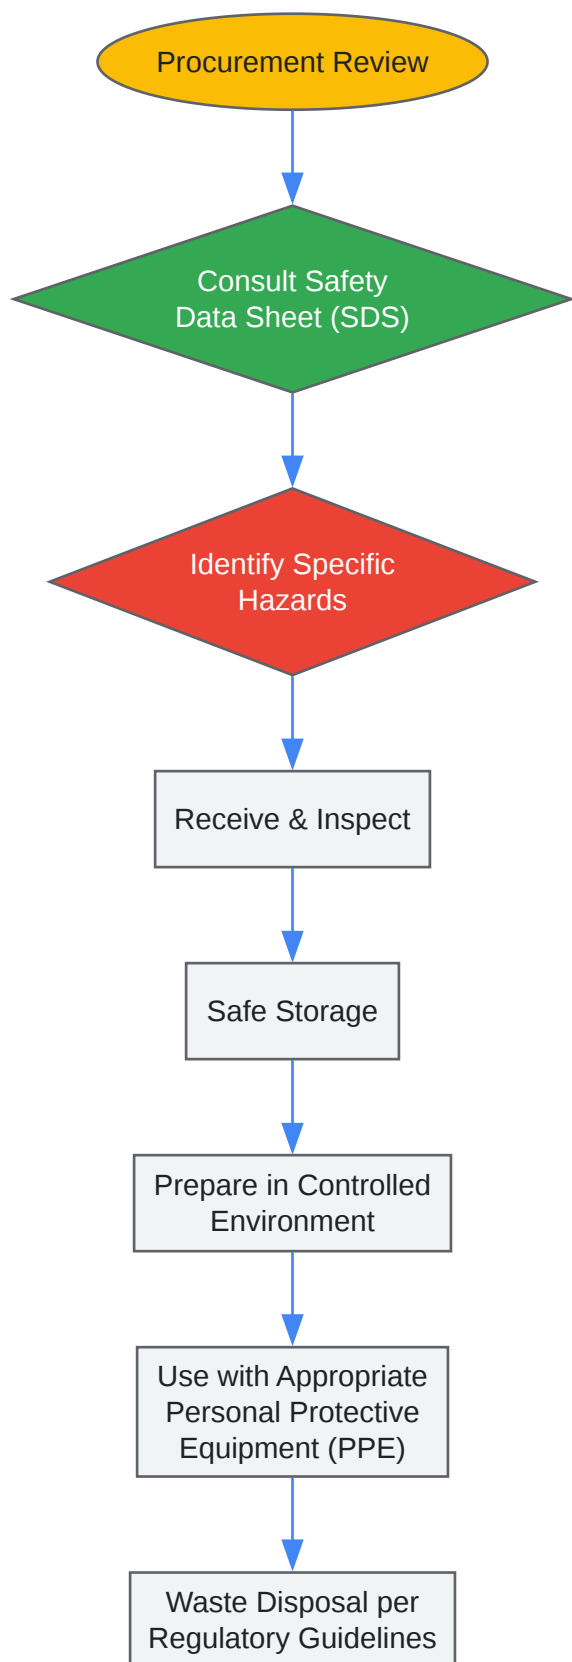 Procurement Review
Consult Safety
Data Sheet (SDS)
Identify Specific
Hazards
Receive & Inspect
Safe Storage
Prepare in Controlled
Environment
Use with Appropriate
Personal Protective
Equipment (PPE)
Waste Disposal per
Regulatory Guidelines